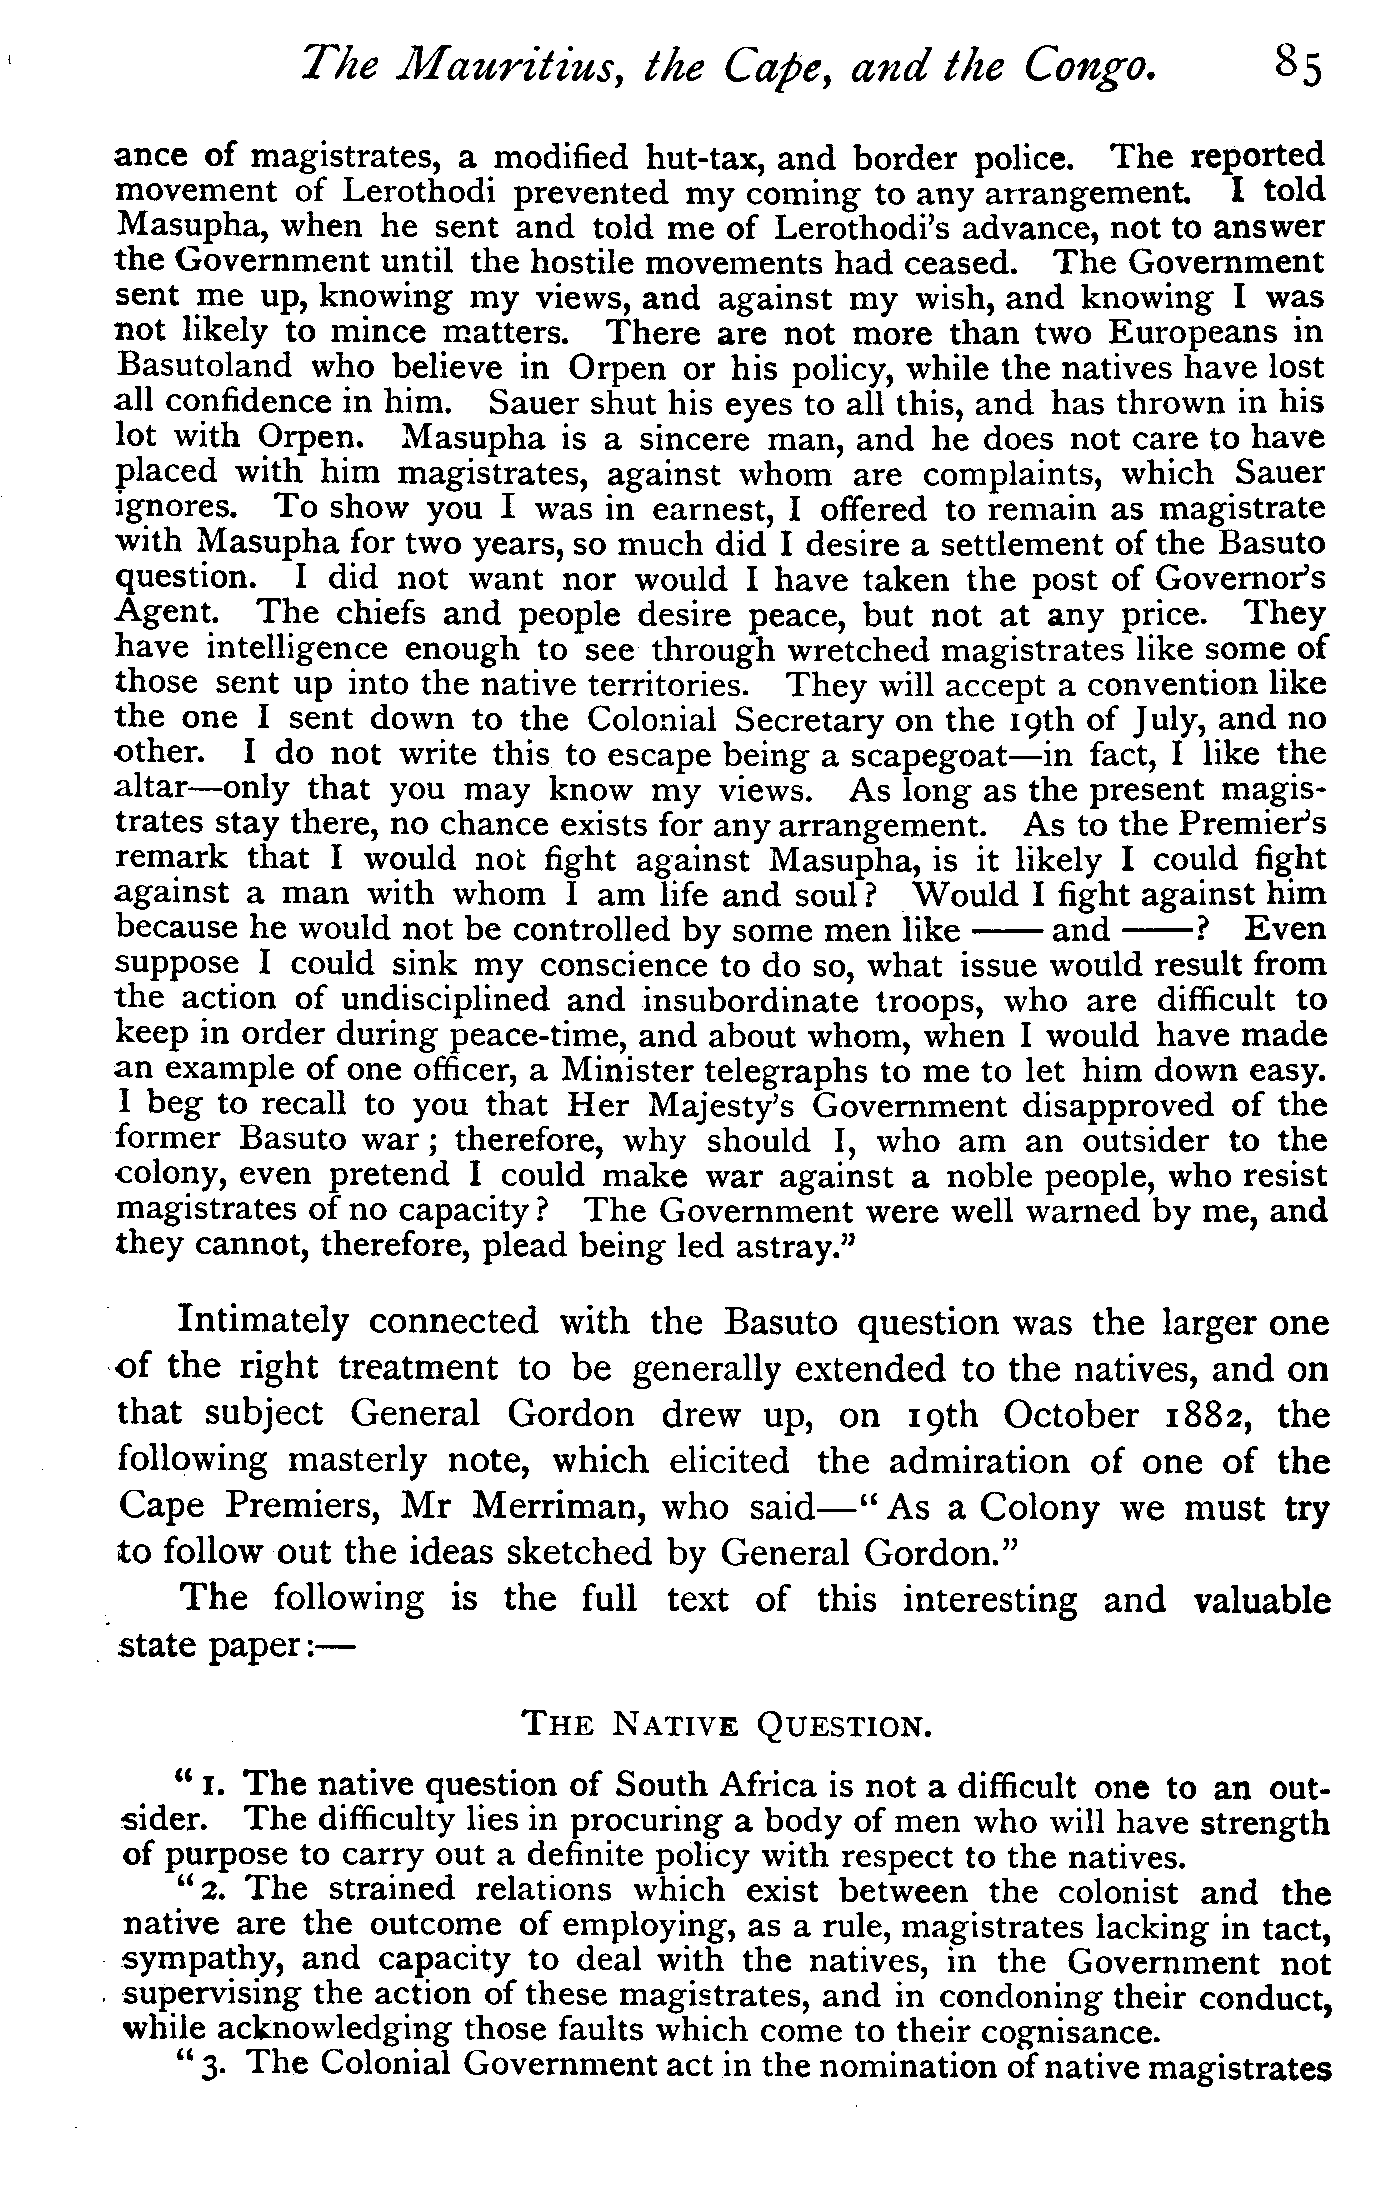 The Mauritius, the Cape, and the Congo. 85
ance of magistrates, a modified hut-tax, and border police. The reported
movement of Lerothodi prevented my coming to any arrangement. I told
Masupha, when he sent and told me of Lerothodi's advance, not to answer
the Government until the hostile movements had ceased. The Government
sent me up, knowing my views, and against my wish, and knowing I was
not likely to mince matters. There are not more than two Europeans in
Basutoland who believe in Orpen or his policy, while the natives have lost
all confidence in him. Sauer shut his eyes to all this, and has thrown in his
lot with Orpen. Masupha is a sincere man, and he does not care to have
placed with him magistrates, against whom are complaints, which Sauer
ignores. To show you I was in earnest, I offered to remain as magistrate
with Masupha for two years, so much did I desire a settlement of the Basuto
question. I did not want nor would I have taken the post of Governor's
Agent. The chiefs and people desire peace, but not at any price. They
have intelligence enough to see through wretched magistrates like some of
those sent up into the native territories. They will accept a convention like
the one I sent down to the Colonial Secretary on the 19th of July, and no
other. I do not write this to escape being a scapegoat—in fact, I like the
altar—only that you may know my views. As long as the present magis-
trates stay there, no chance exists for any arrangement. As to the Premier's
remark that I would not fight against Masupha, is it likely I could fight
against a man with whom I am life and soul? Would I fight against him
because he would not be controlled by some men like —— and ——? Even
suppose I could sink my conscience to do so, what issue would result from
the action of undisciplined and insubordinate troops, who are difficult to
keep in order during peace-time, and about whom, when I would have made
an example of one officer, a Minister telegraphs to me to let him down easy.
I beg to recall to you that Her Majesty's Government disapproved of the
former Basuto war; therefore, why should I, who am an outsider to the
colony, even pretend I could make war against a noble people, who resist
magistrates of no capacity? The Government were well warned by me, and
they cannot, therefore, plead being led astray."
Intimately connected with the Basuto question was the larger one
of the right treatment to be generally extended to the natives, and on
that subject General Gordon drew up, on 19th October 1882, the
following masterly note, which elicited the admiration of one of the
Cape Premiers, Mr Merriman, who said—"As a Colony we must try
to follow out the ideas sketched by General Gordon."
The following is the full text of this interesting and valuable
state paper:—
THE NATIVE QUESTION.
"1. The native question of South Africa is not a difficult one to an out-
sider. The difficulty lies in procuring a body of men who will have strength
of purpose to carry out a definite policy with respect to the natives.
"2. The strained relations which exist between the colonist and the
native are the outcome of employing, as a rule, magistrates lacking in tact,
sympathy, and capacity to deal with the natives, in the Government not
supervising the action of these magistrates, and in condoning their conduct,
while acknowledging those faults which come to their cognisance.
"3. The Colonial Government act in the nomination of native magistrates